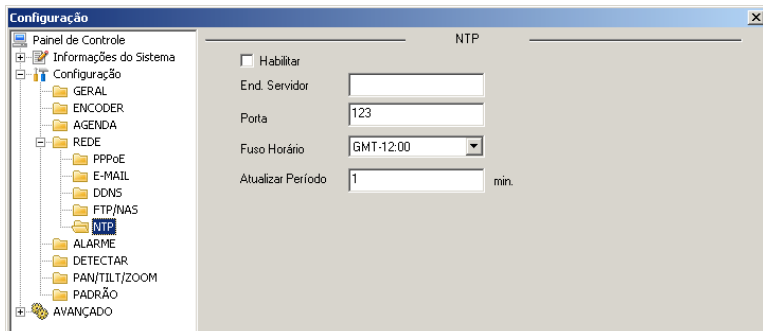 Configuração
Painel de Controle
Informações do Sistema
Configuração
GERAL
ENCODER
AGENDA
REDE
PPPoE
E-MAIL
DDNS
FTP/NAS
NTP
ALARME
DETECTAR
PAN/TILT/ZOOM
PADRÃO
AVANÇADO
NTP
Habilitar
End. Servidor
Porta 123
Fuso Horário GMT-12:00
Atualizar Período 1 min.